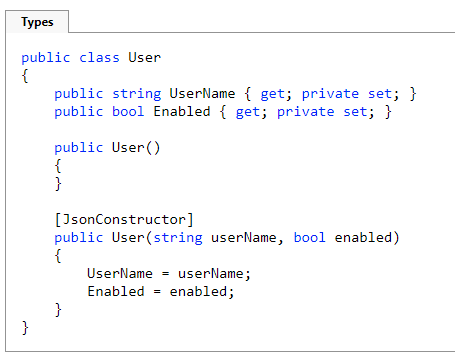 Types
public class User
{
    public string UserName { get; private set; }
    public bool Enabled { get; private set; }

    public User()
    {
    }

    [JsonConstructor]
    public User(string userName, bool enabled)
    {
        UserName = userName;
        Enabled = enabled;
    }
}